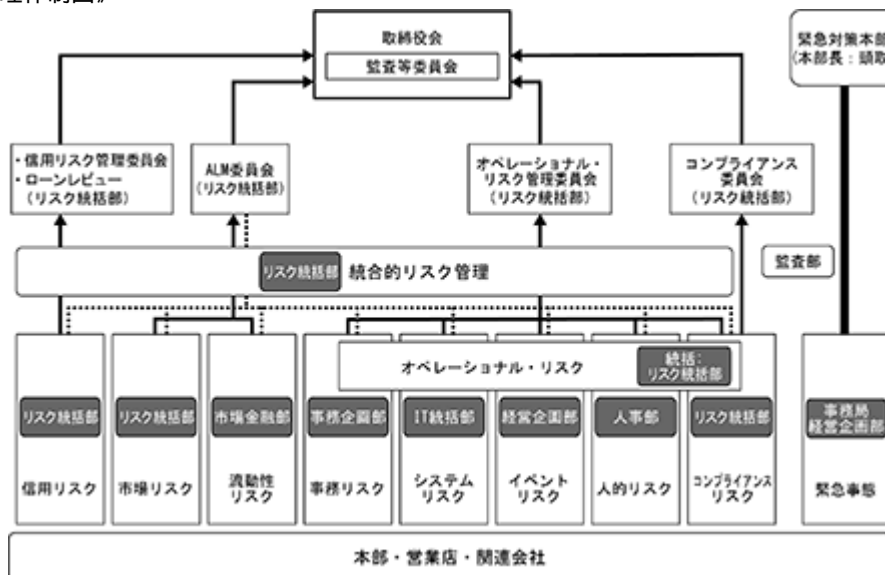 理体制図》
取締役会
監査等委員会
緊急対策本部
(本部長：頭取
・信用リスク管理委員会
・ローンレビュー
(リスク統括部)
ALM委員会
(リスク統括部)
オペレーショナル・
リスク管理委員会
(リスク統括部)
コンプライアンス
委員会
(リスク統括部)
リスク統括部 統合的リスク管理
監査部
オペレーショナル・リスク
統括：
リスク統括部
リスク統括部
リスク統括部
市場金融部
事務企画部
IT統括部
経営企画部
人事部
リスク統括部
事務局
経営企画部
信用リスク
市場リスク
流動性
リスク
事務リスク
システム
リスク
イベント
リスク
人的リスク
コンプライアンス
リスク
緊急事態
本部・営業店・関連会社